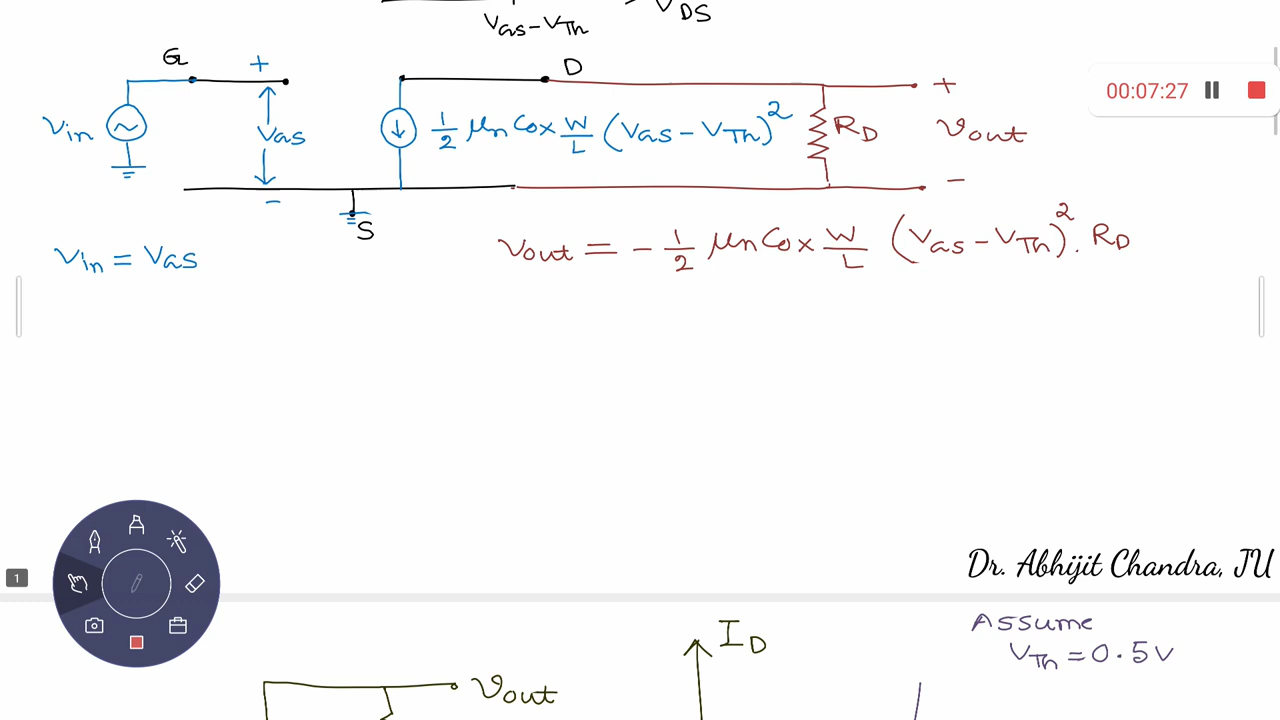 VGS-VTh > VDS
G + D + 00:07:27
vin VGS 1/2 μn Cox W/L (VGS-VTh)² RD vout
- S -
vin = VGS vout = - 1/2 μn Cox W/L (VGS-VTh)². RD
Dr. Abhijit Chandra, JU
1
Assume
ID VTh = 0.5V
vout